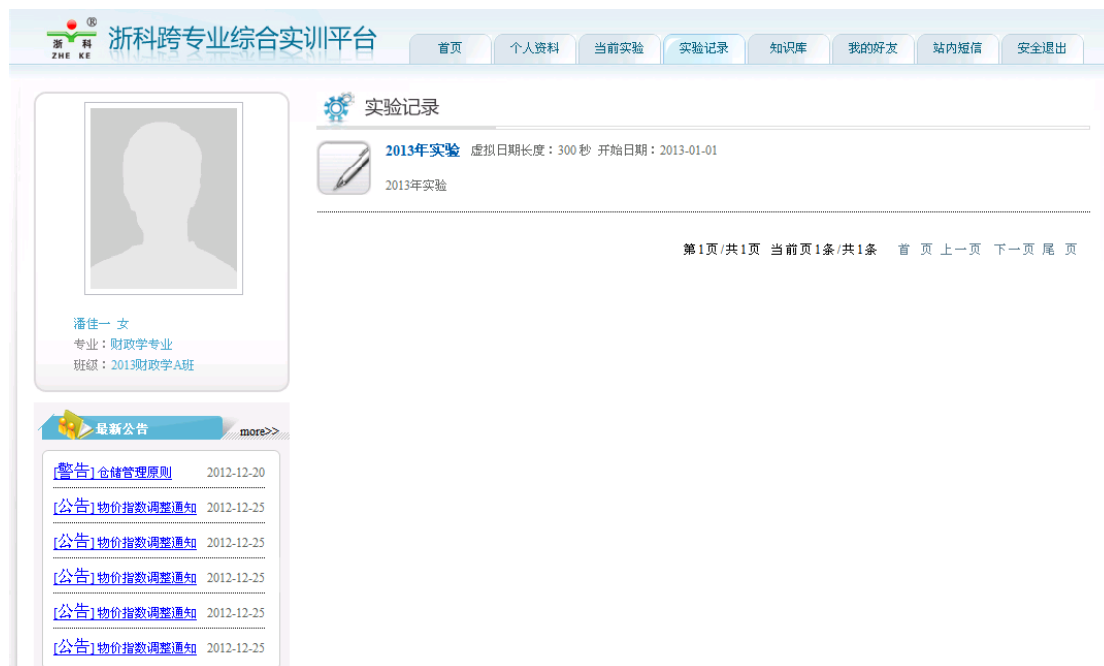 浙科 ZHE KE ® 浙科跨专业综合实训平台
首页 个人资料 当前实验 实验记录 知识库 我的好友 站内短信 安全退出
实验记录
2013年实验 虚拟日期长度：300 秒 开始日期：2013-01-01
2013年实验
第1页/共1页 当前页1条/共1条 首 页 上一页 下一页 尾 页
潘佳一 女
专业：财政学专业
班级：2013财政学A班
最新公告 more>>
[警告] 仓储管理原则 2012-12-20
[公告] 物价指数调整通知 2012-12-25
[公告] 物价指数调整通知 2012-12-25
[公告] 物价指数调整通知 2012-12-25
[公告] 物价指数调整通知 2012-12-25
[公告] 物价指数调整通知 2012-12-25